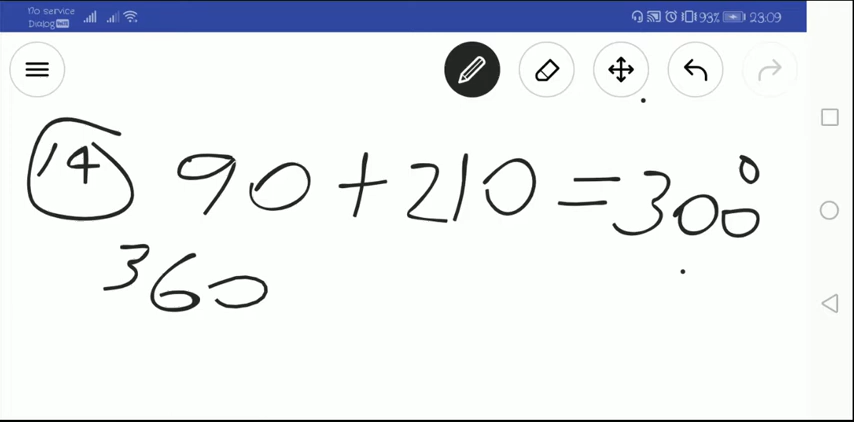 No service
Dialog
93%
23:09
14 90 + 210 = 300°
360